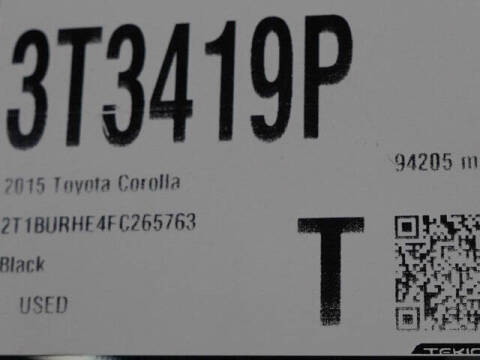 3T3419P
94205 m
2015 Toyota Corolla
2T1BURHE4FC265763
Black
T
USED